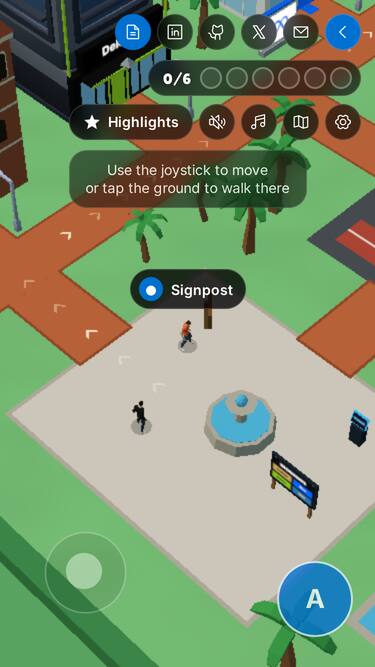 0/6
Highlights
Use the joystick to move
or tap the ground to walk there
Signpost
A